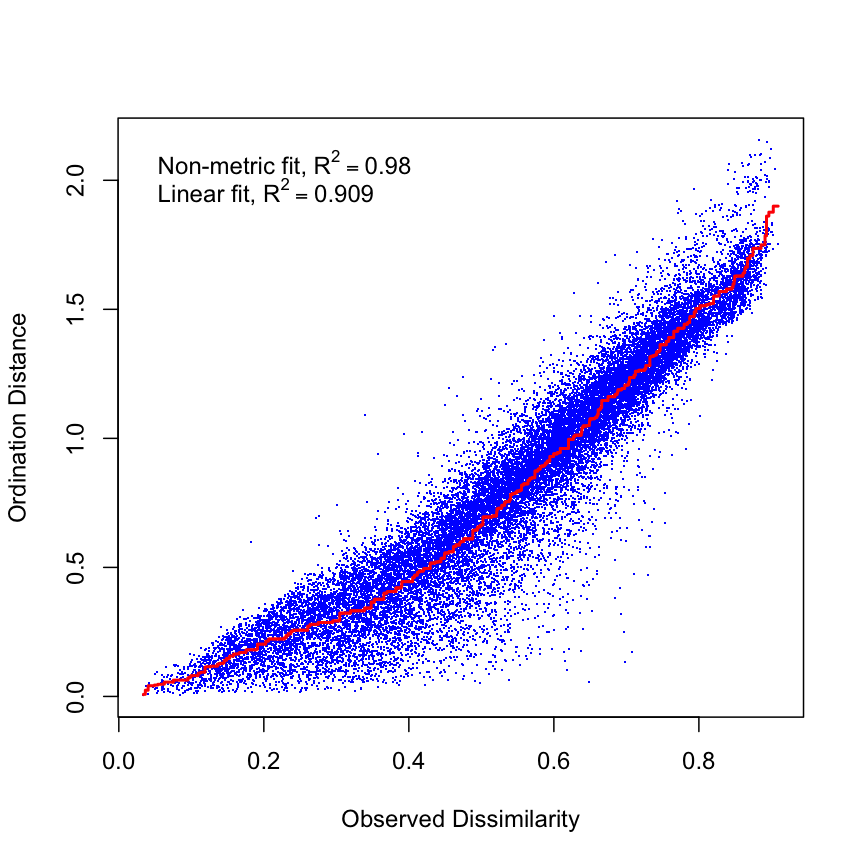 Non-metric fit, R² = 0.98
Linear fit, R² = 0.909
Ordination Distance
2.0
1.5
1.0
0.5
0.0
0.0 0.2 0.4 0.6 0.8
Observed Dissimilarity